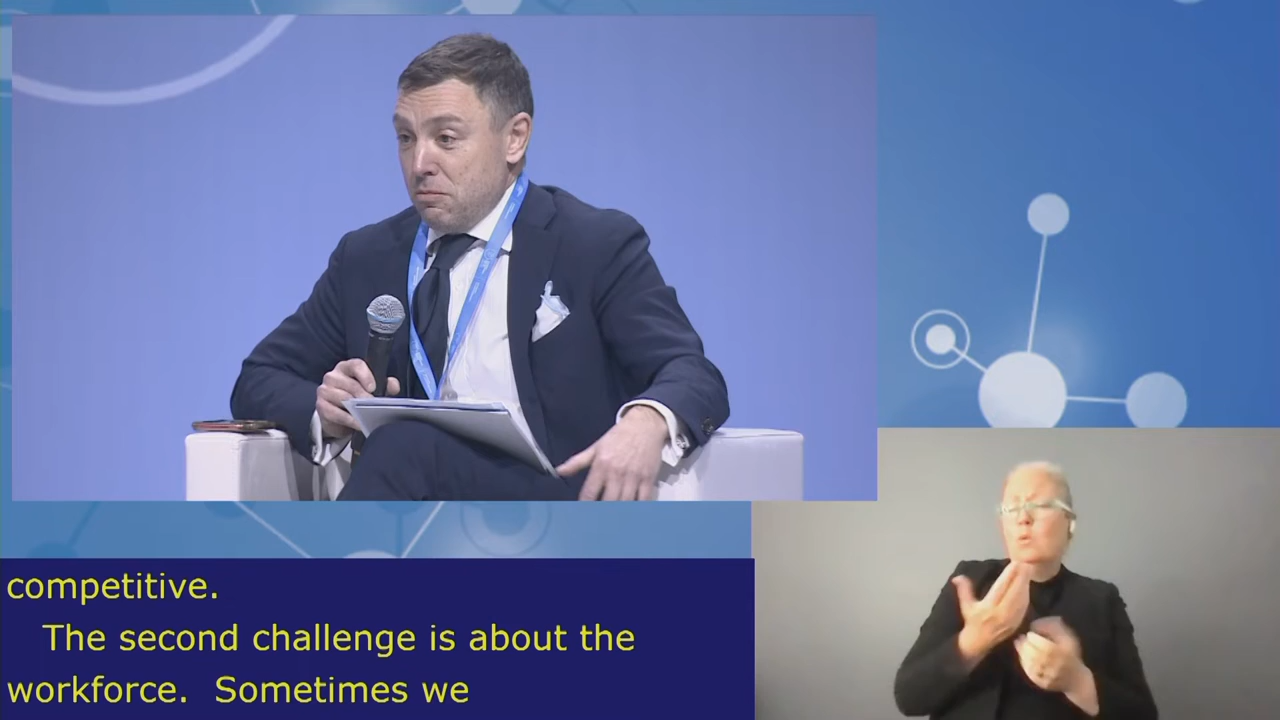 competitive.
The second challenge is about the
workforce. Sometimes we